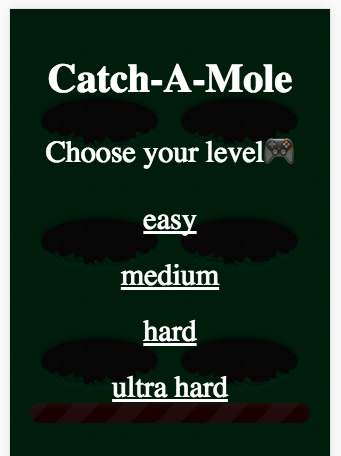 Catch-A-Mole
Choose your level🎮
easy
medium
hard
ultra hard